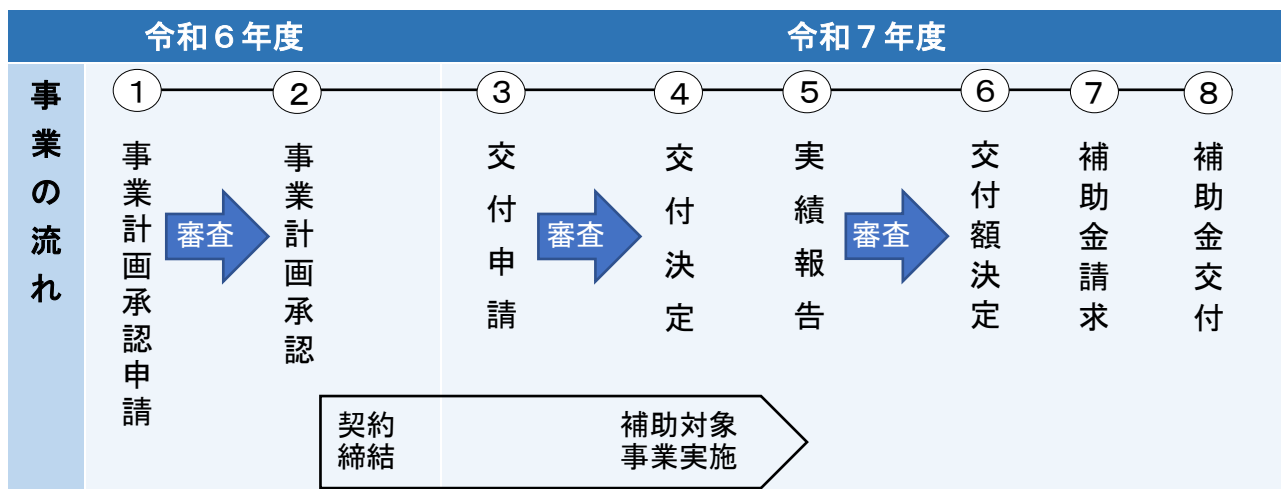 令和６年度
令和７年度
事業の流れ
①
②
③
④
⑤
⑥
⑦
⑧
事業計画承認申請
審査
事業計画承認
交付申請
審査
交付決定
実績報告
審査
交付額決定
補助金請求
補助金交付
契約
締結
補助対象
事業実施